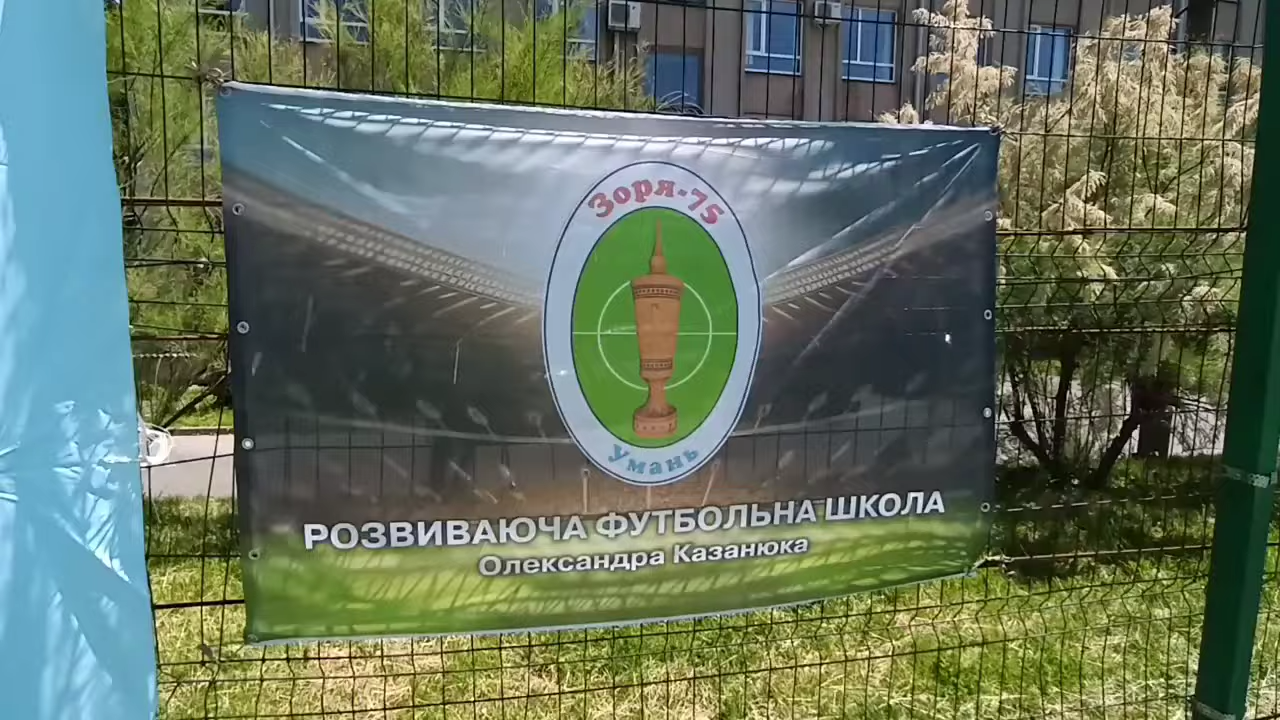 Зоря-75
Умань
РОЗВИВАЮЧА ФУТБОЛЬНА ШКОЛА
Олександра Казанюка